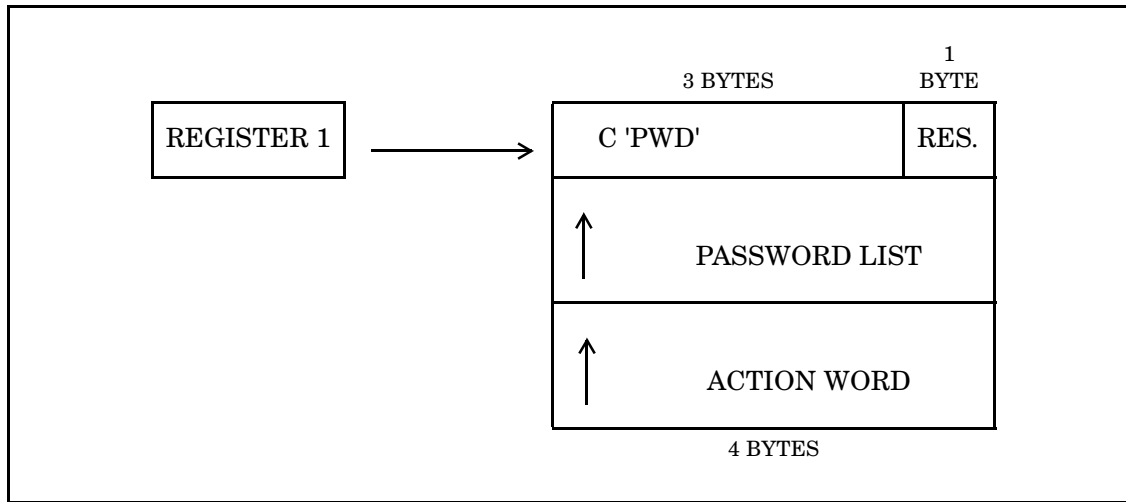 1
3 BYTES
BYTE
REGISTER 1
C 'PWD'
RES.
PASSWORD LIST
ACTION WORD
4 BYTES